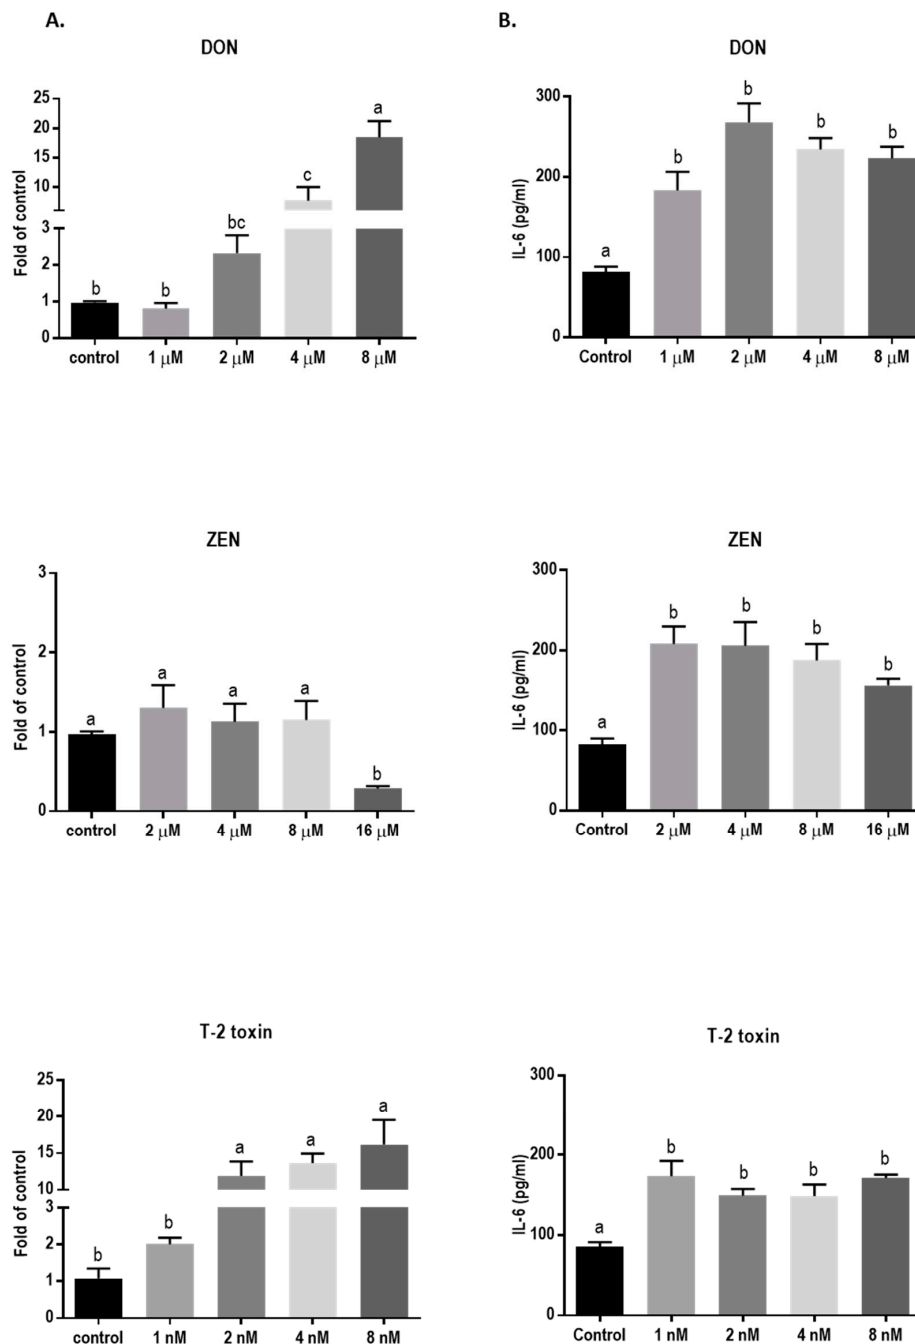 A.
DON
Fold of control
25
20
15
10
3
2
1
0
b
b
bc
c
a
control
1 μM
2 μM
4 μM
8 μM
B.
DON
IL-6 (pg/ml)
300
200
100
0
a
b
b
b
b
Control
1 μM
2 μM
4 μM
8 μM
ZEN
Fold of control
3
2
1
0
a
a
a
a
b
control
2 μM
4 μM
8 μM
16 μM
ZEN
IL-6 (pg/ml)
300
200
100
0
a
b
b
b
b
Control
2 μM
4 μM
8 μM
16 μM
T-2 toxin
Fold of control
25
20
15
10
3
2
1
0
b
b
a
a
a
control
1 nM
2 nM
4 nM
8 nM
T-2 toxin
IL-6 (pg/ml)
300
200
100
0
a
b
b
b
b
Control
1 nM
2 nM
4 nM
8 nM